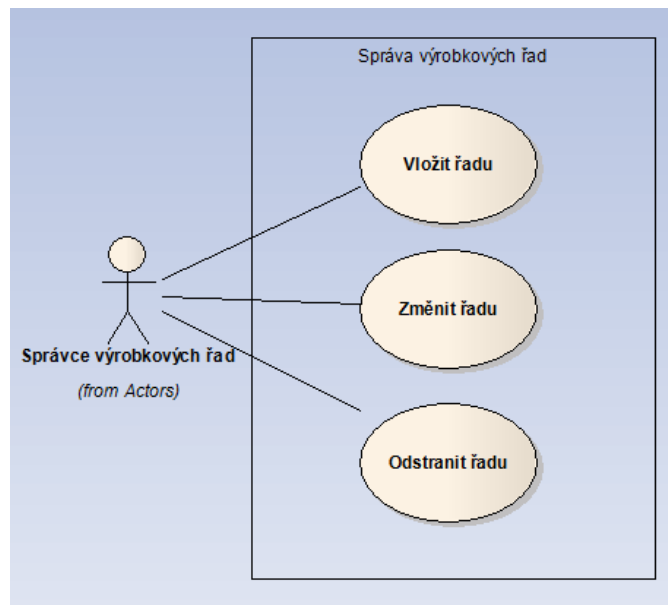 Správa výrobkových řad
Vložit řadu
Změnit řadu
Správce výrobkových řad
(from Actors)
Odstranit řadu